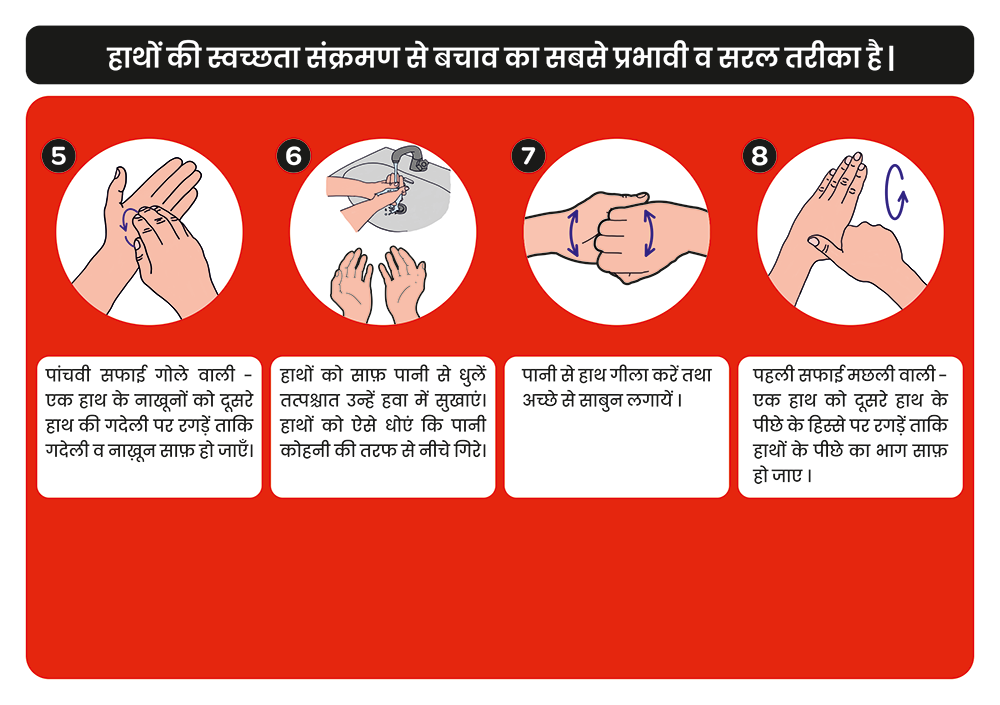 हाथों की स्वच्छता संक्रमण से बचाव का सबसे प्रभावी व सरल तरीका है|
5
6
7
8
पांचवी सफाई गोले वाली -
एक हाथ के नाखूनों को दूसरे
हाथ की गदेली पर रगड़ें ताकि
गदेली व नाख़ून साफ़ हो जाएँ।
हाथों को साफ़ पानी से धुलें
तत्पश्चात उन्हें हवा में सुखाएं।
हाथों को ऐसे धोएं कि पानी
कोहनी की तरफ से नीचे गिरे।
पानी से हाथ गीला करें तथा
अच्छे से साबुन लगायें ।
पहली सफाई मछली वाली -
एक हाथ को दूसरे हाथ के
पीछे के हिस्से पर रगड़ें ताकि
हाथों के पीछे का भाग साफ़
हो जाए ।